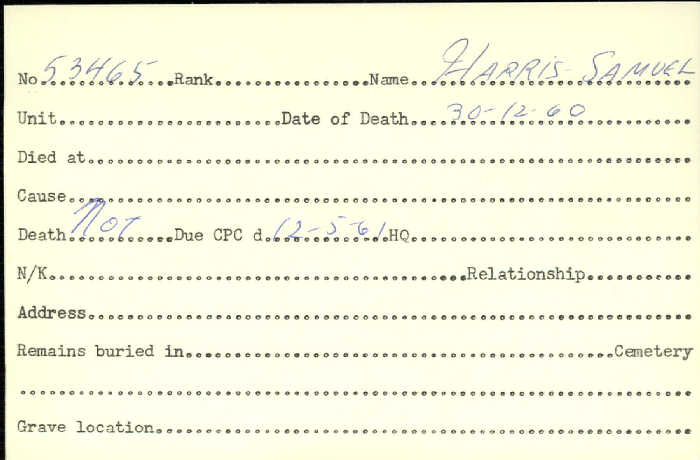 No 53465 Rank Name HARRIS- SAMUEL
Unit Date of Death 30-12-60
Died at
Cause
Death Not Due CPC d. 12-5-61 HQ
N/K Relationship
Address
Remains buried in Cemetery
Grave location